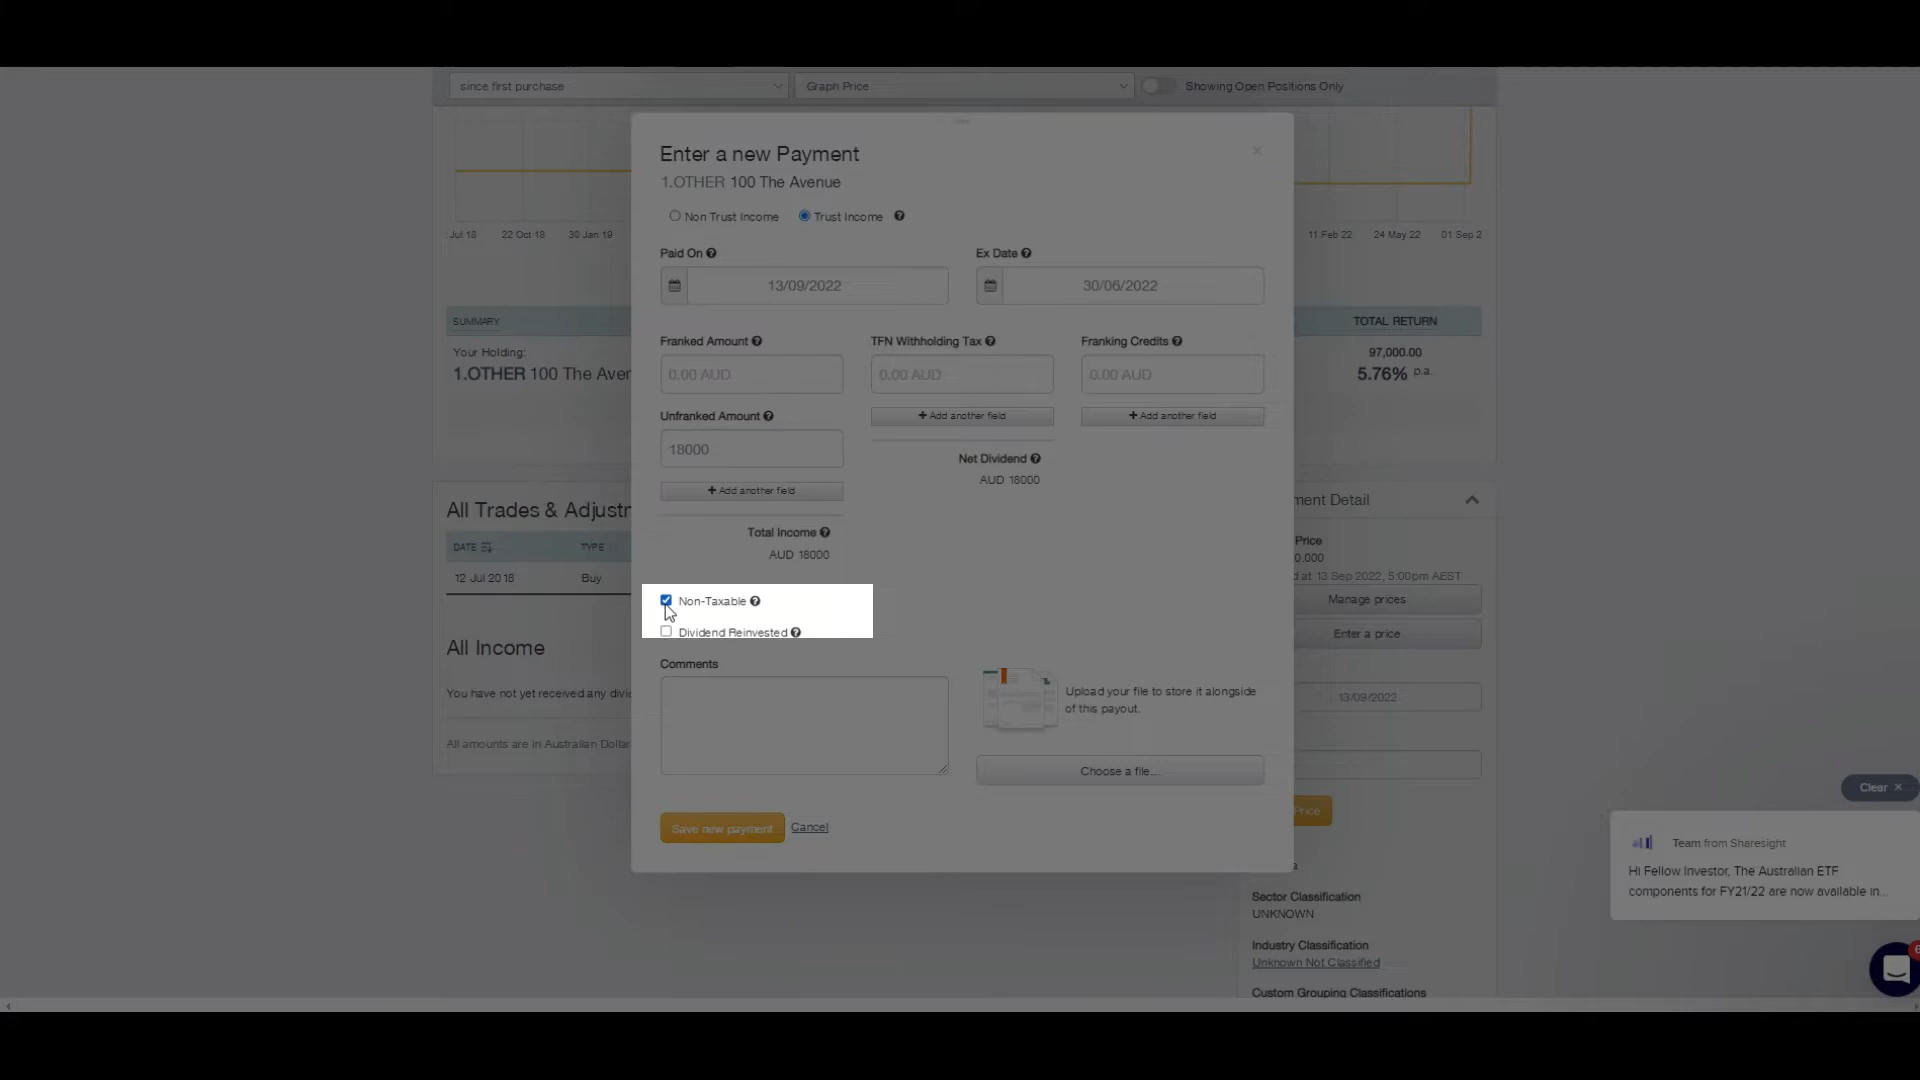 since first purchase
Graph Price
Showing Open Positions Only
Enter a new Payment
1.OTHER 100 The Avenue
Non Trust Income
Trust Income
Jul 18
22 Oct 18
30 Jan 19
11 Feb 22
24 May 22
01 Sep 2
Paid On
Ex Date
13/09/2022
30/06/2022
SUMMARY
TOTAL RETURN
Your Holding:
1.OTHER 100 The Aver
97,000.00
5.76% p.a.
Franked Amount
TFN Withholding Tax
Franking Credits
0.00 AUD
0.00 AUD
0.00 AUD
Unfranked Amount
+ Add another field
+ Add another field
18000
Net Dividend
AUD 18000
+ Add another field
Total Income
AUD 18000
All Trades & Adjustr
DATE
TYPE
12 Jul 2018
Buy
ment Detail
Price
0.000
d at 13 Sep 2022, 5:00pm AEST
Manage prices
Enter a price
13/09/2022
Price
Non-Taxable
Dividend Reinvested
All Income
You have not yet received any divid
All amounts are in Australian Dollar
Comments
Upload your file to store it alongside
of this payout.
Choose a file...
Save new payment
Cancel
Clear ×
Team from Sharesight
Hi Fellow Investor, The Australian ETF
components for FY21/22 are now available in...
Sector Classification
UNKNOWN
Industry Classification
Unknown Not Classified
Custom Grouping Classifications